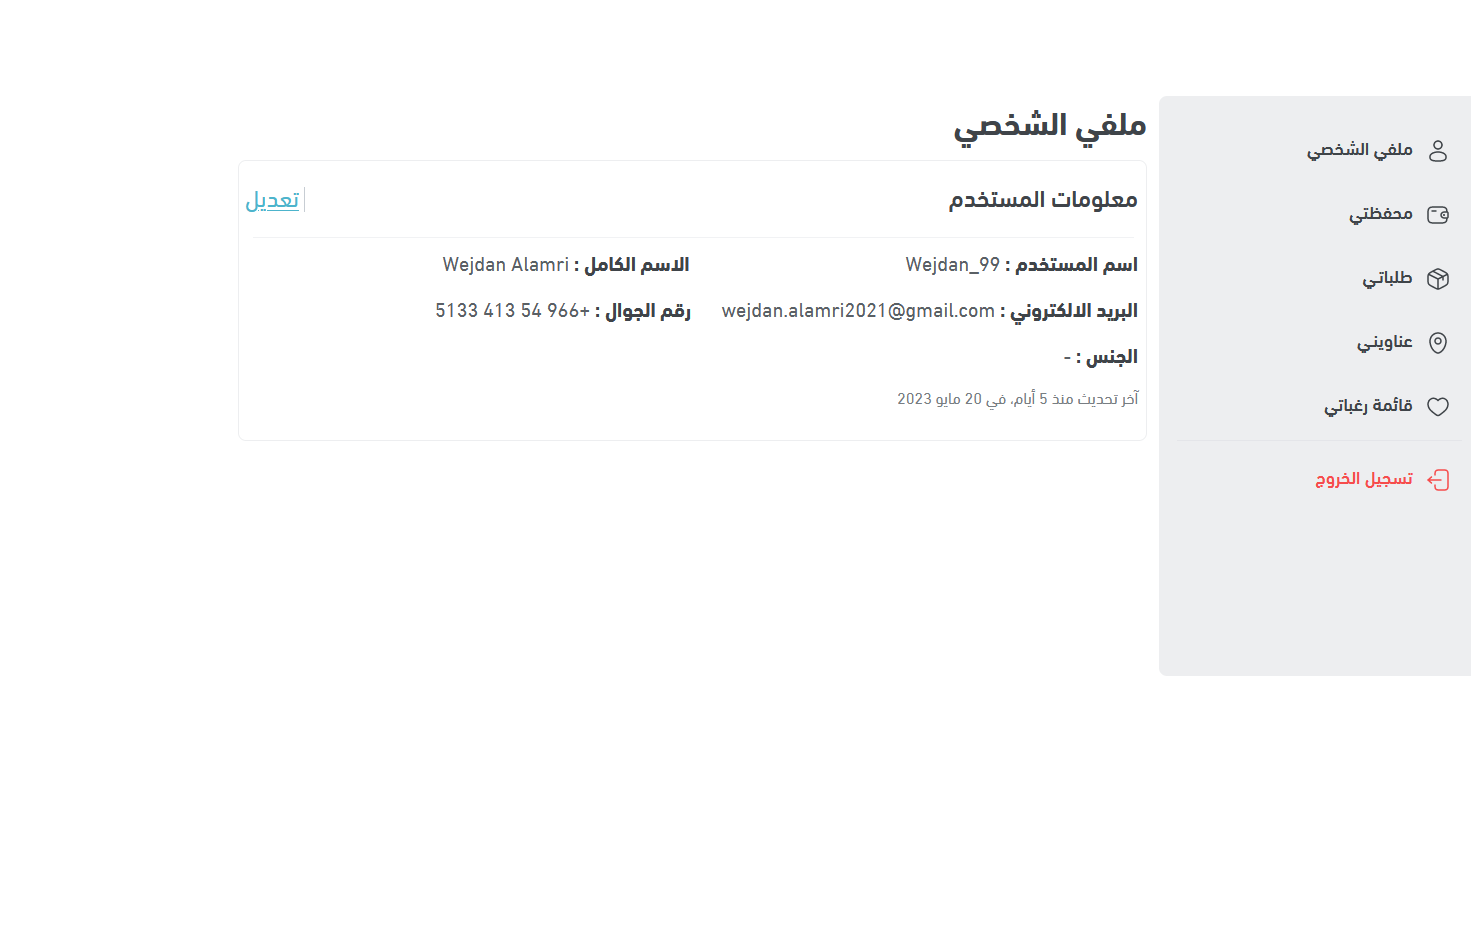 ملفي الشخصي
محفظتي
طلباتي
عناويني
قائمة رغباتي
تسجيل الخروج
ملفي الشخصي
معلومات المستخدم
تعديل
اسم المستخدم : Wejdan_99
الاسم الكامل : Wejdan Alamri
البريد الالكتروني : wejdan.alamri2021@gmail.com
رقم الجوال : +966 54 413 5133
الجنس : -
آخر تحديث منذ 5 أيام، في 20 مايو 2023